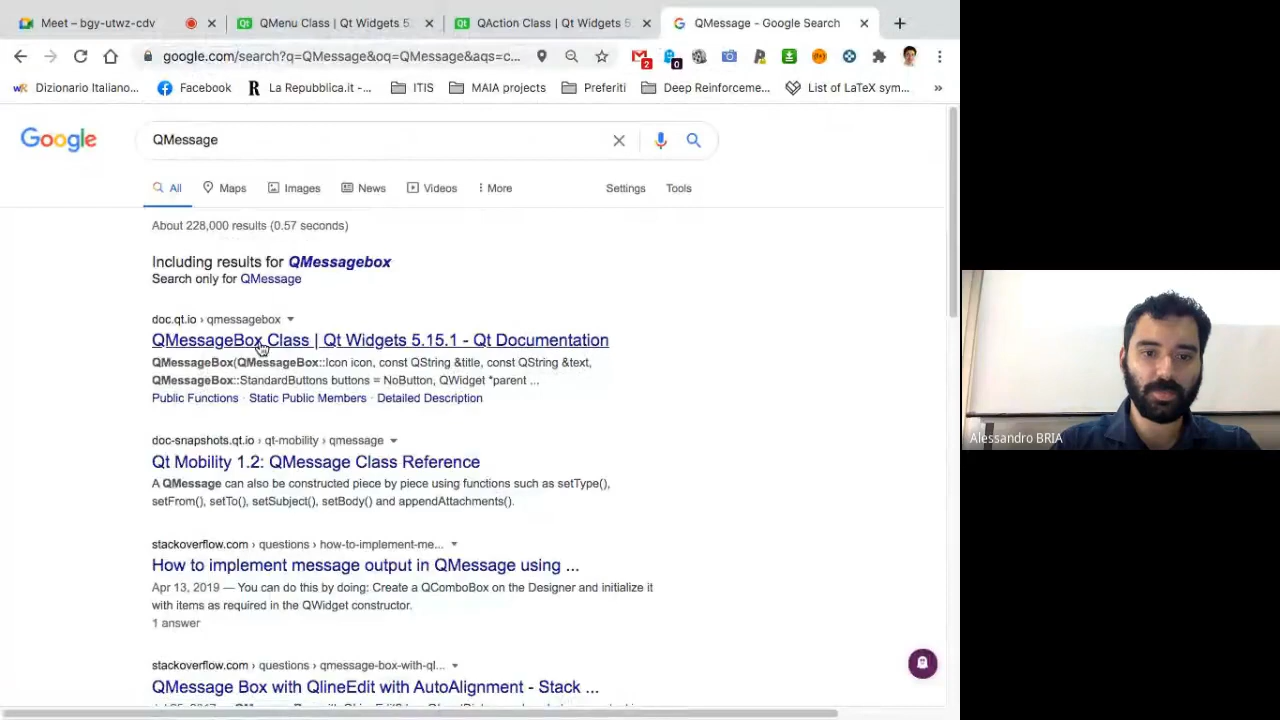 Meet – bgy-utwz-cdv
QMenu Class | Qt Widgets 5
QAction Class | Qt Widgets 5
QMessage - Google Search
google.com/search?q=QMessage&oq=QMessage&aqs=c...
2
0
Dizionario Italiano...
Facebook
La Repubblica.it -...
ITIS
MAIA projects
Preferiti
Deep Reinforceme...
List of LaTeX sym...
»
Google
QMessage
All
Maps
Images
News
Videos
More
Settings
Tools
About 228,000 results (0.57 seconds)
Including results for QMessagebox
Search only for QMessage
doc.qt.io › qmessagebox
QMessageBox Class | Qt Widgets 5.15.1 - Qt Documentation
QMessageBox(QMessageBox::Icon icon, const QString &title, const QString &text,
QMessageBox::StandardButtons buttons = NoButton, QWidget *parent ...
Public Functions · Static Public Members · Detailed Description
doc-snapshots.qt.io › qt-mobility › qmessage
Qt Mobility 1.2: QMessage Class Reference
A QMessage can also be constructed piece by piece using functions such as setType(),
setFrom(), setTo(), setSubject(), setBody() and appendAttachments().
stackoverflow.com › questions › how-to-implement-me...
How to implement message output in QMessage using ...
Apr 13, 2019 — You can do this by doing: Create a QComboBox on the Designer and initialize it
with items as required in the QWidget constructor.
1 answer
stackoverflow.com › questions › qmessage-box-with-ql...
QMessage Box with QlineEdit with AutoAlignment - Stack ...
Alessandro BRIA